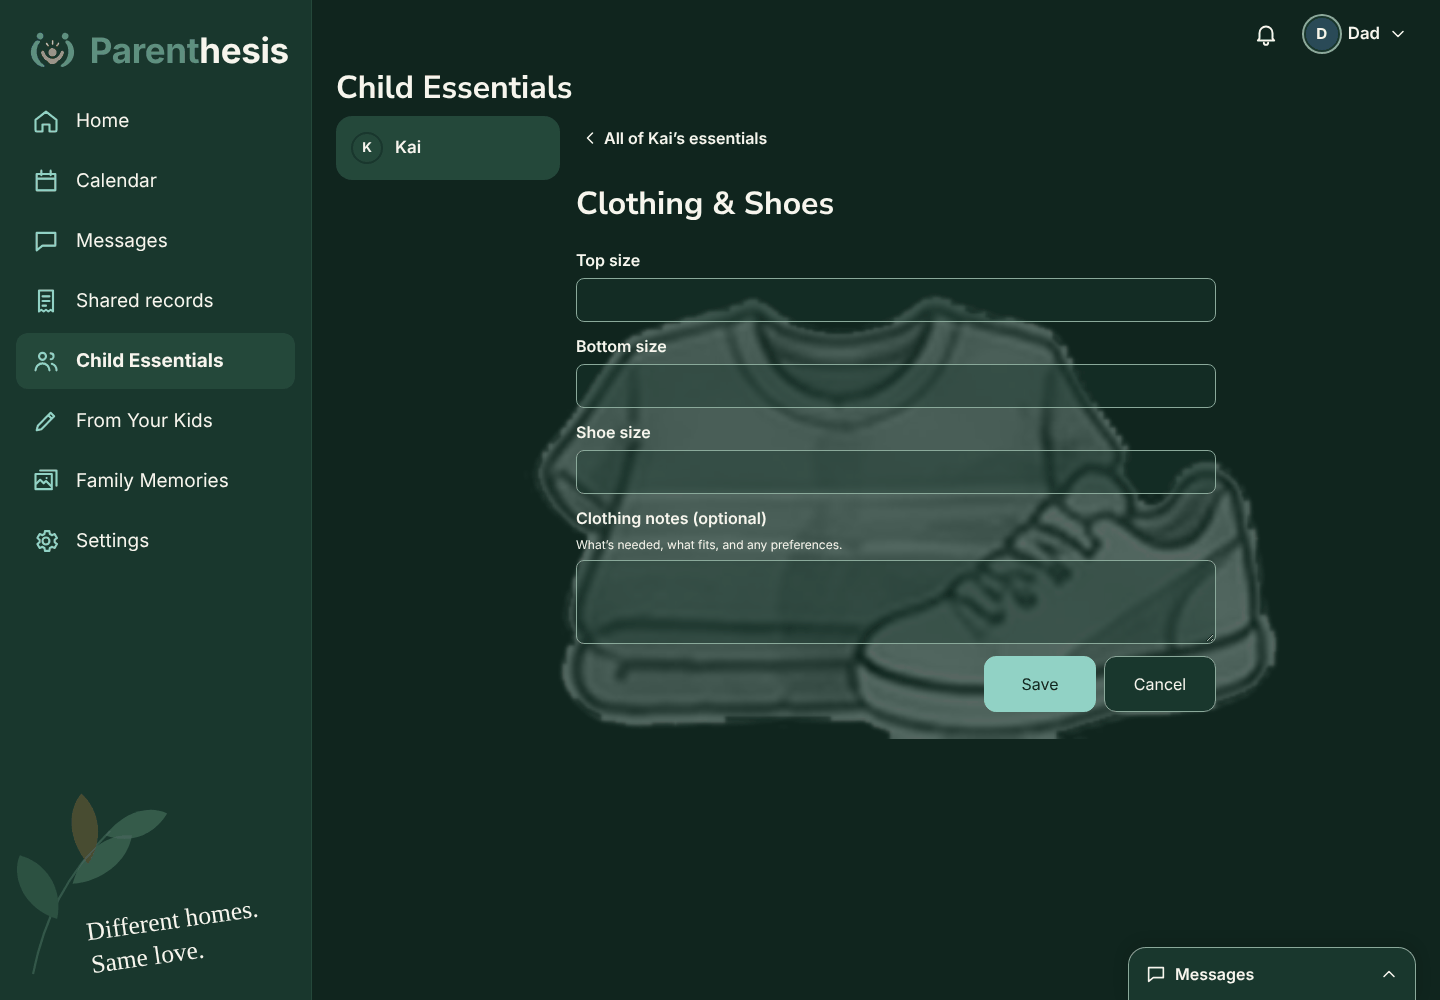 Parenthesis
Home
Calendar
Messages
Shared records
Child Essentials
From Your Kids
Family Memories
Settings
Different homes.
Same love.
D Dad
Child Essentials
K Kai
All of Kai’s essentials
Clothing & Shoes
Top size
Bottom size
Shoe size
Clothing notes (optional)
What’s needed, what fits, and any preferences.
Save Cancel
Messages